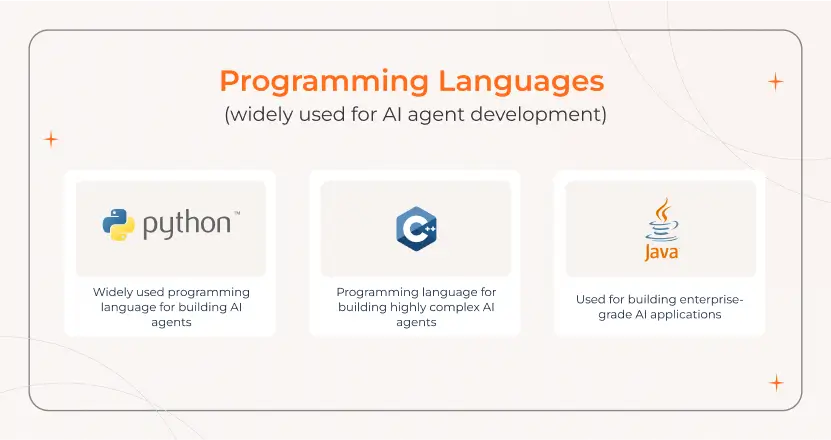 Programming Languages
(widely used for AI agent development)
python™
Widely used programming
language for building AI
agents
C++
Programming language for
building highly complex AI
agents
Java
Used for building enterprise-
grade AI applications